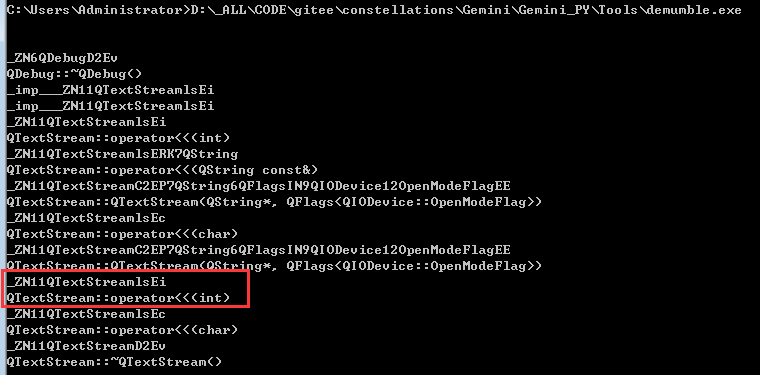 C:\Users\Administrator>D:\_ALL\CODE\gitee\constellations\Gemini\Gemini_PY\Tools\demumble.exe
_ZN6QDebugD2Ev
QDebug::~QDebug()
_imp___ZN11QTextStreamlsEi
_imp___ZN11QTextStreamlsEi
_ZN11QTextStreamlsEi
QTextStream::operator<<(int)
_ZN11QTextStreamlsERK7QString
QTextStream::operator<<(QString const&)
_ZN11QTextStreamC2EP7QString6QFlagsIN9QIODevice12OpenModeFlagEE
QTextStream::QTextStream(QString*, QFlags<QIODevice::OpenModeFlag>)
_ZN11QTextStreamlsEc
QTextStream::operator<<(char)
_ZN11QTextStreamC2EP7QString6QFlagsIN9QIODevice12OpenModeFlagEE
QTextStream::QTextStream(QString*, QFlags<QIODevice::OpenModeFlag>)
_ZN11QTextStreamlsEi
QTextStream::operator<<(int)
_ZN11QTextStreamlsEc
QTextStream::operator<<(char)
_ZN11QTextStreamD2Ev
QTextStream::~QTextStream()